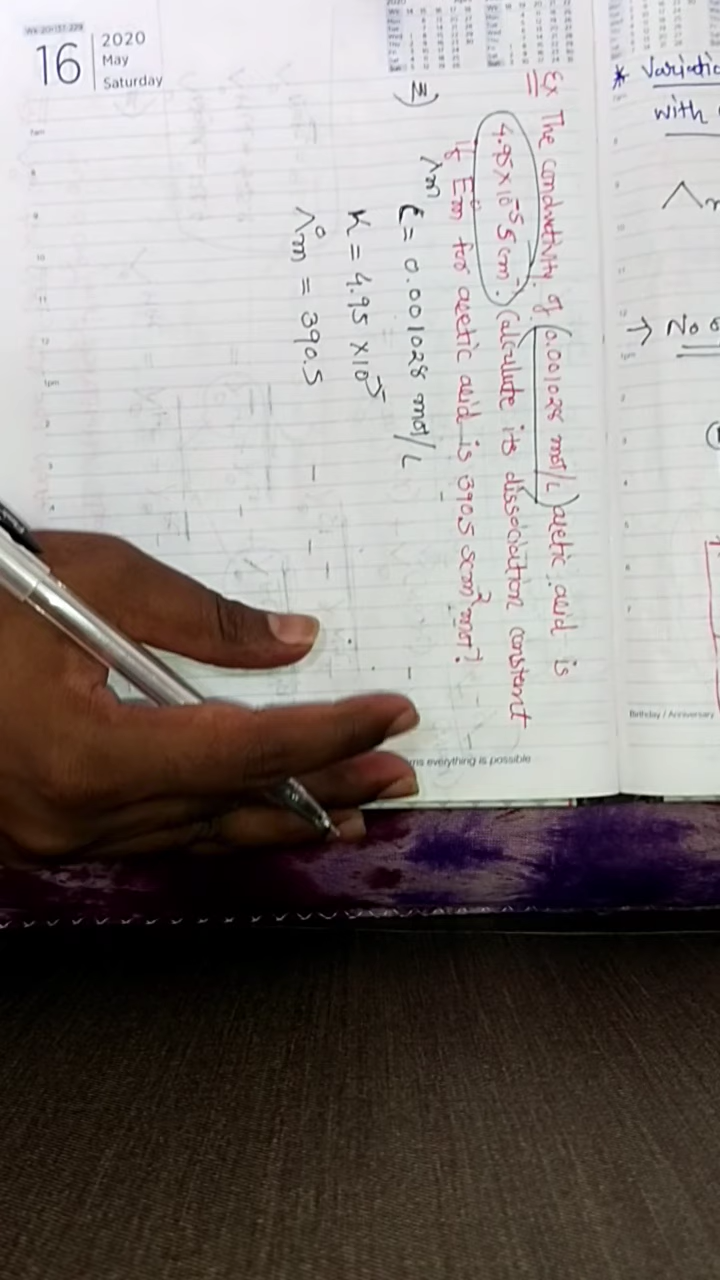 16
2020
May
Saturday
Ex The conductivity of (0.001028 mol/L) acetic acid is
4.95×10⁻⁵ S cm⁻¹. Calculate its dissociation constant
If E°m for acetic acid is 390.5 scm² mol⁻¹
Λm
⇒) C = 0.001028 mol/L
K = 4.95 × 10⁻⁵
Λ°m = 390.5
everything is possible
* Variatio
with
Λ
→ No
Birthday / Anniversary